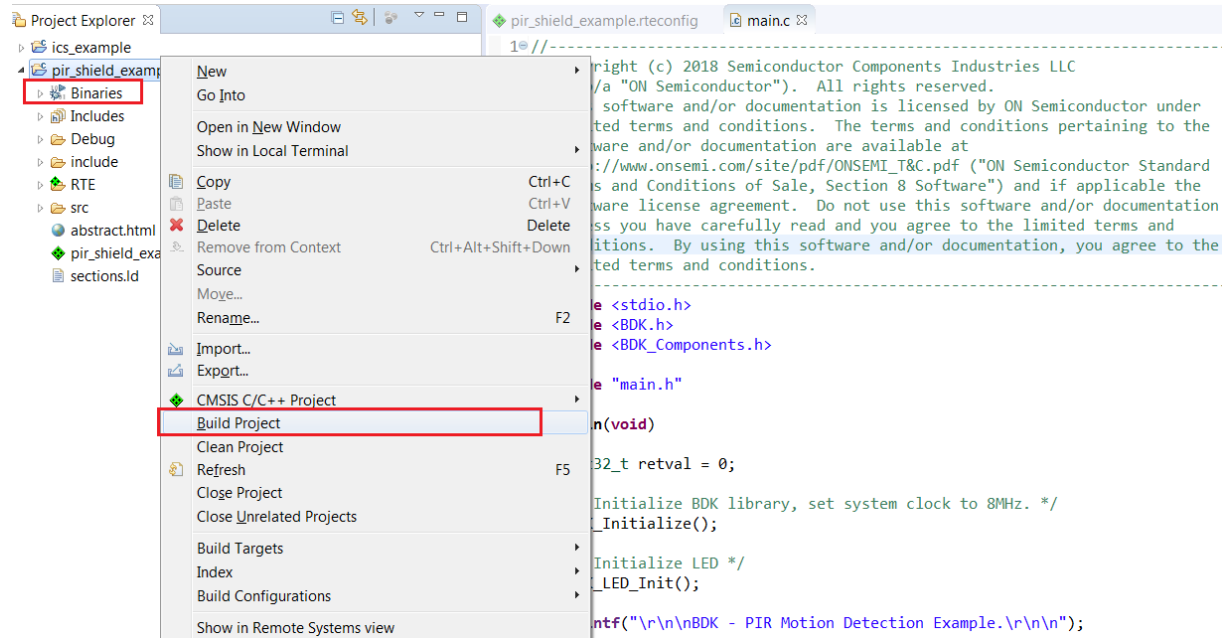 Project Explorer
pir_shield_example.rteconfig
main.c
ics_example
pir_shield_examp
Binaries
Includes
Debug
include
RTE
src
abstract.html
pir_shield_exa
sections.ld
New
Go Into
Open in New Window
Show in Local Terminal
Copy Ctrl+C
Paste Ctrl+V
Delete Delete
Remove from Context Ctrl+Alt+Shift+Down
Source
Move...
Rename... F2
Import...
Export...
CMSIS C/C++ Project
Build Project
Clean Project
Refresh F5
Close Project
Close Unrelated Projects
Build Targets
Index
Build Configurations
Show in Remote Systems view
1 //-----------------------------------------------------------------------------
right (c) 2018 Semiconductor Components Industries LLC
/a "ON Semiconductor").  All rights reserved.
software and/or documentation is licensed by ON Semiconductor under
ted terms and conditions.  The terms and conditions pertaining to the
ware and/or documentation are available at
://www.onsemi.com/site/pdf/ONSEMI_T&C.pdf ("ON Semiconductor Standard
s and Conditions of Sale, Section 8 Software") and if applicable the
ware license agreement.  Do not use this software and/or documentation
ss you have carefully read and you agree to the limited terms and
itions.  By using this software and/or documentation, you agree to the
ted terms and conditions.
-----------------------------------------------------------------------------
e <stdio.h>
e <BDK.h>
e <BDK_Components.h>
e "main.h"
n(void)
32_t retval = 0;
Initialize BDK library, set system clock to 8MHz. */
_Initialize();
Initialize LED */
_LED_Init();
ntf("\r\n\nBDK - PIR Motion Detection Example.\r\n\n");